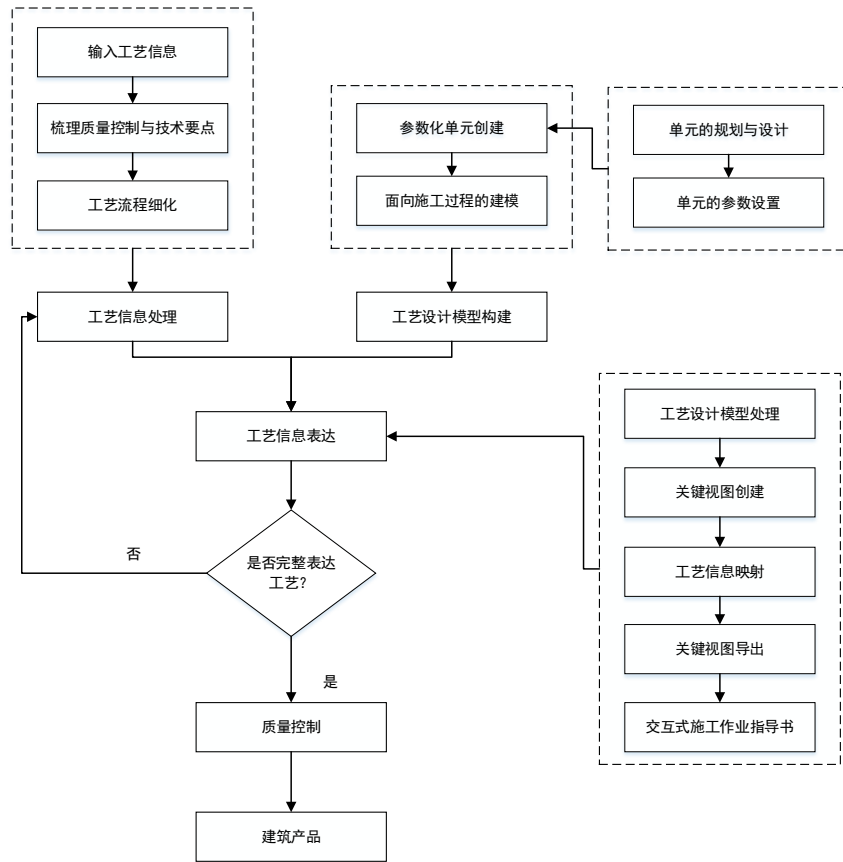 输入工艺信息
梳理质量控制与技术要点
工艺流程细化
参数化单元创建
面向施工过程的建模
单元的规划与设计
单元的参数设置
工艺信息处理
工艺设计模型构建
工艺信息表达
是否完整表达
工艺?
否
是
质量控制
建筑产品
工艺设计模型处理
关键视图创建
工艺信息映射
关键视图导出
交互式施工作业指导书